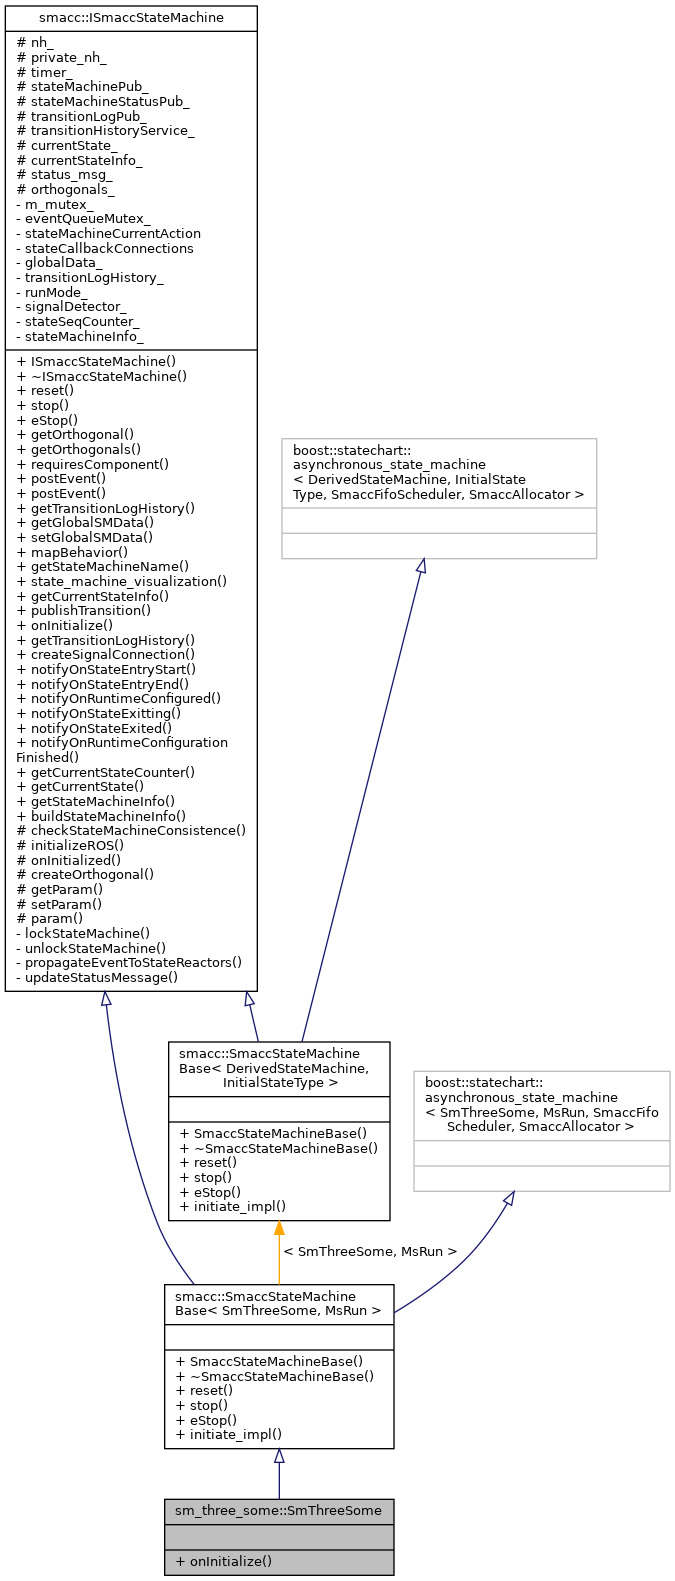 smacc::ISmaccStateMachine
# nh_
# private_nh_
# timer_
# stateMachinePub_
# stateMachineStatusPub_
# transitionLogPub_
# transitionHistoryService_
# currentState_
# currentStateInfo_
# status_msg_
# orthogonals_
- m_mutex_
- eventQueueMutex_
- stateMachineCurrentAction
- stateCallbackConnections
- globalData_
- transitionLogHistory_
- runMode_
- signalDetector_
- stateSeqCounter_
- stateMachineInfo_
+ ISmaccStateMachine()
+ ~ISmaccStateMachine()
+ reset()
+ stop()
+ eStop()
+ getOrthogonal()
+ getOrthogonals()
+ requiresComponent()
+ postEvent()
+ postEvent()
+ getTransitionLogHistory()
+ getGlobalSMData()
+ setGlobalSMData()
+ mapBehavior()
+ getStateMachineName()
+ state_machine_visualization()
+ getCurrentStateInfo()
+ publishTransition()
+ onInitialize()
+ getTransitionLogHistory()
+ createSignalConnection()
+ notifyOnStateEntryStart()
+ notifyOnStateEntryEnd()
+ notifyOnRuntimeConfigured()
+ notifyOnStateExitting()
+ notifyOnStateExited()
+ notifyOnRuntimeConfiguration
Finished()
+ getCurrentStateCounter()
+ getCurrentState()
+ getStateMachineInfo()
+ buildStateMachineInfo()
# checkStateMachineConsistence()
# initializeROS()
# onInitialized()
# createOrthogonal()
# getParam()
# setParam()
# param()
- lockStateMachine()
- unlockStateMachine()
- propagateEventToStateReactors()
- updateStatusMessage()
boost::statechart::
asynchronous_state_machine
< DerivedStateMachine, InitialState
Type, SmaccFifoScheduler, SmaccAllocator >
smacc::SmaccStateMachine
Base< DerivedStateMachine,
InitialStateType >
+ SmaccStateMachineBase()
+ ~SmaccStateMachineBase()
+ reset()
+ stop()
+ eStop()
+ initiate_impl()
boost::statechart::
asynchronous_state_machine
< SmThreeSome, MsRun, SmaccFifo
Scheduler, SmaccAllocator >
< SmThreeSome, MsRun >
smacc::SmaccStateMachine
Base< SmThreeSome, MsRun >
+ SmaccStateMachineBase()
+ ~SmaccStateMachineBase()
+ reset()
+ stop()
+ eStop()
+ initiate_impl()
sm_three_some::SmThreeSome
+ onInitialize()